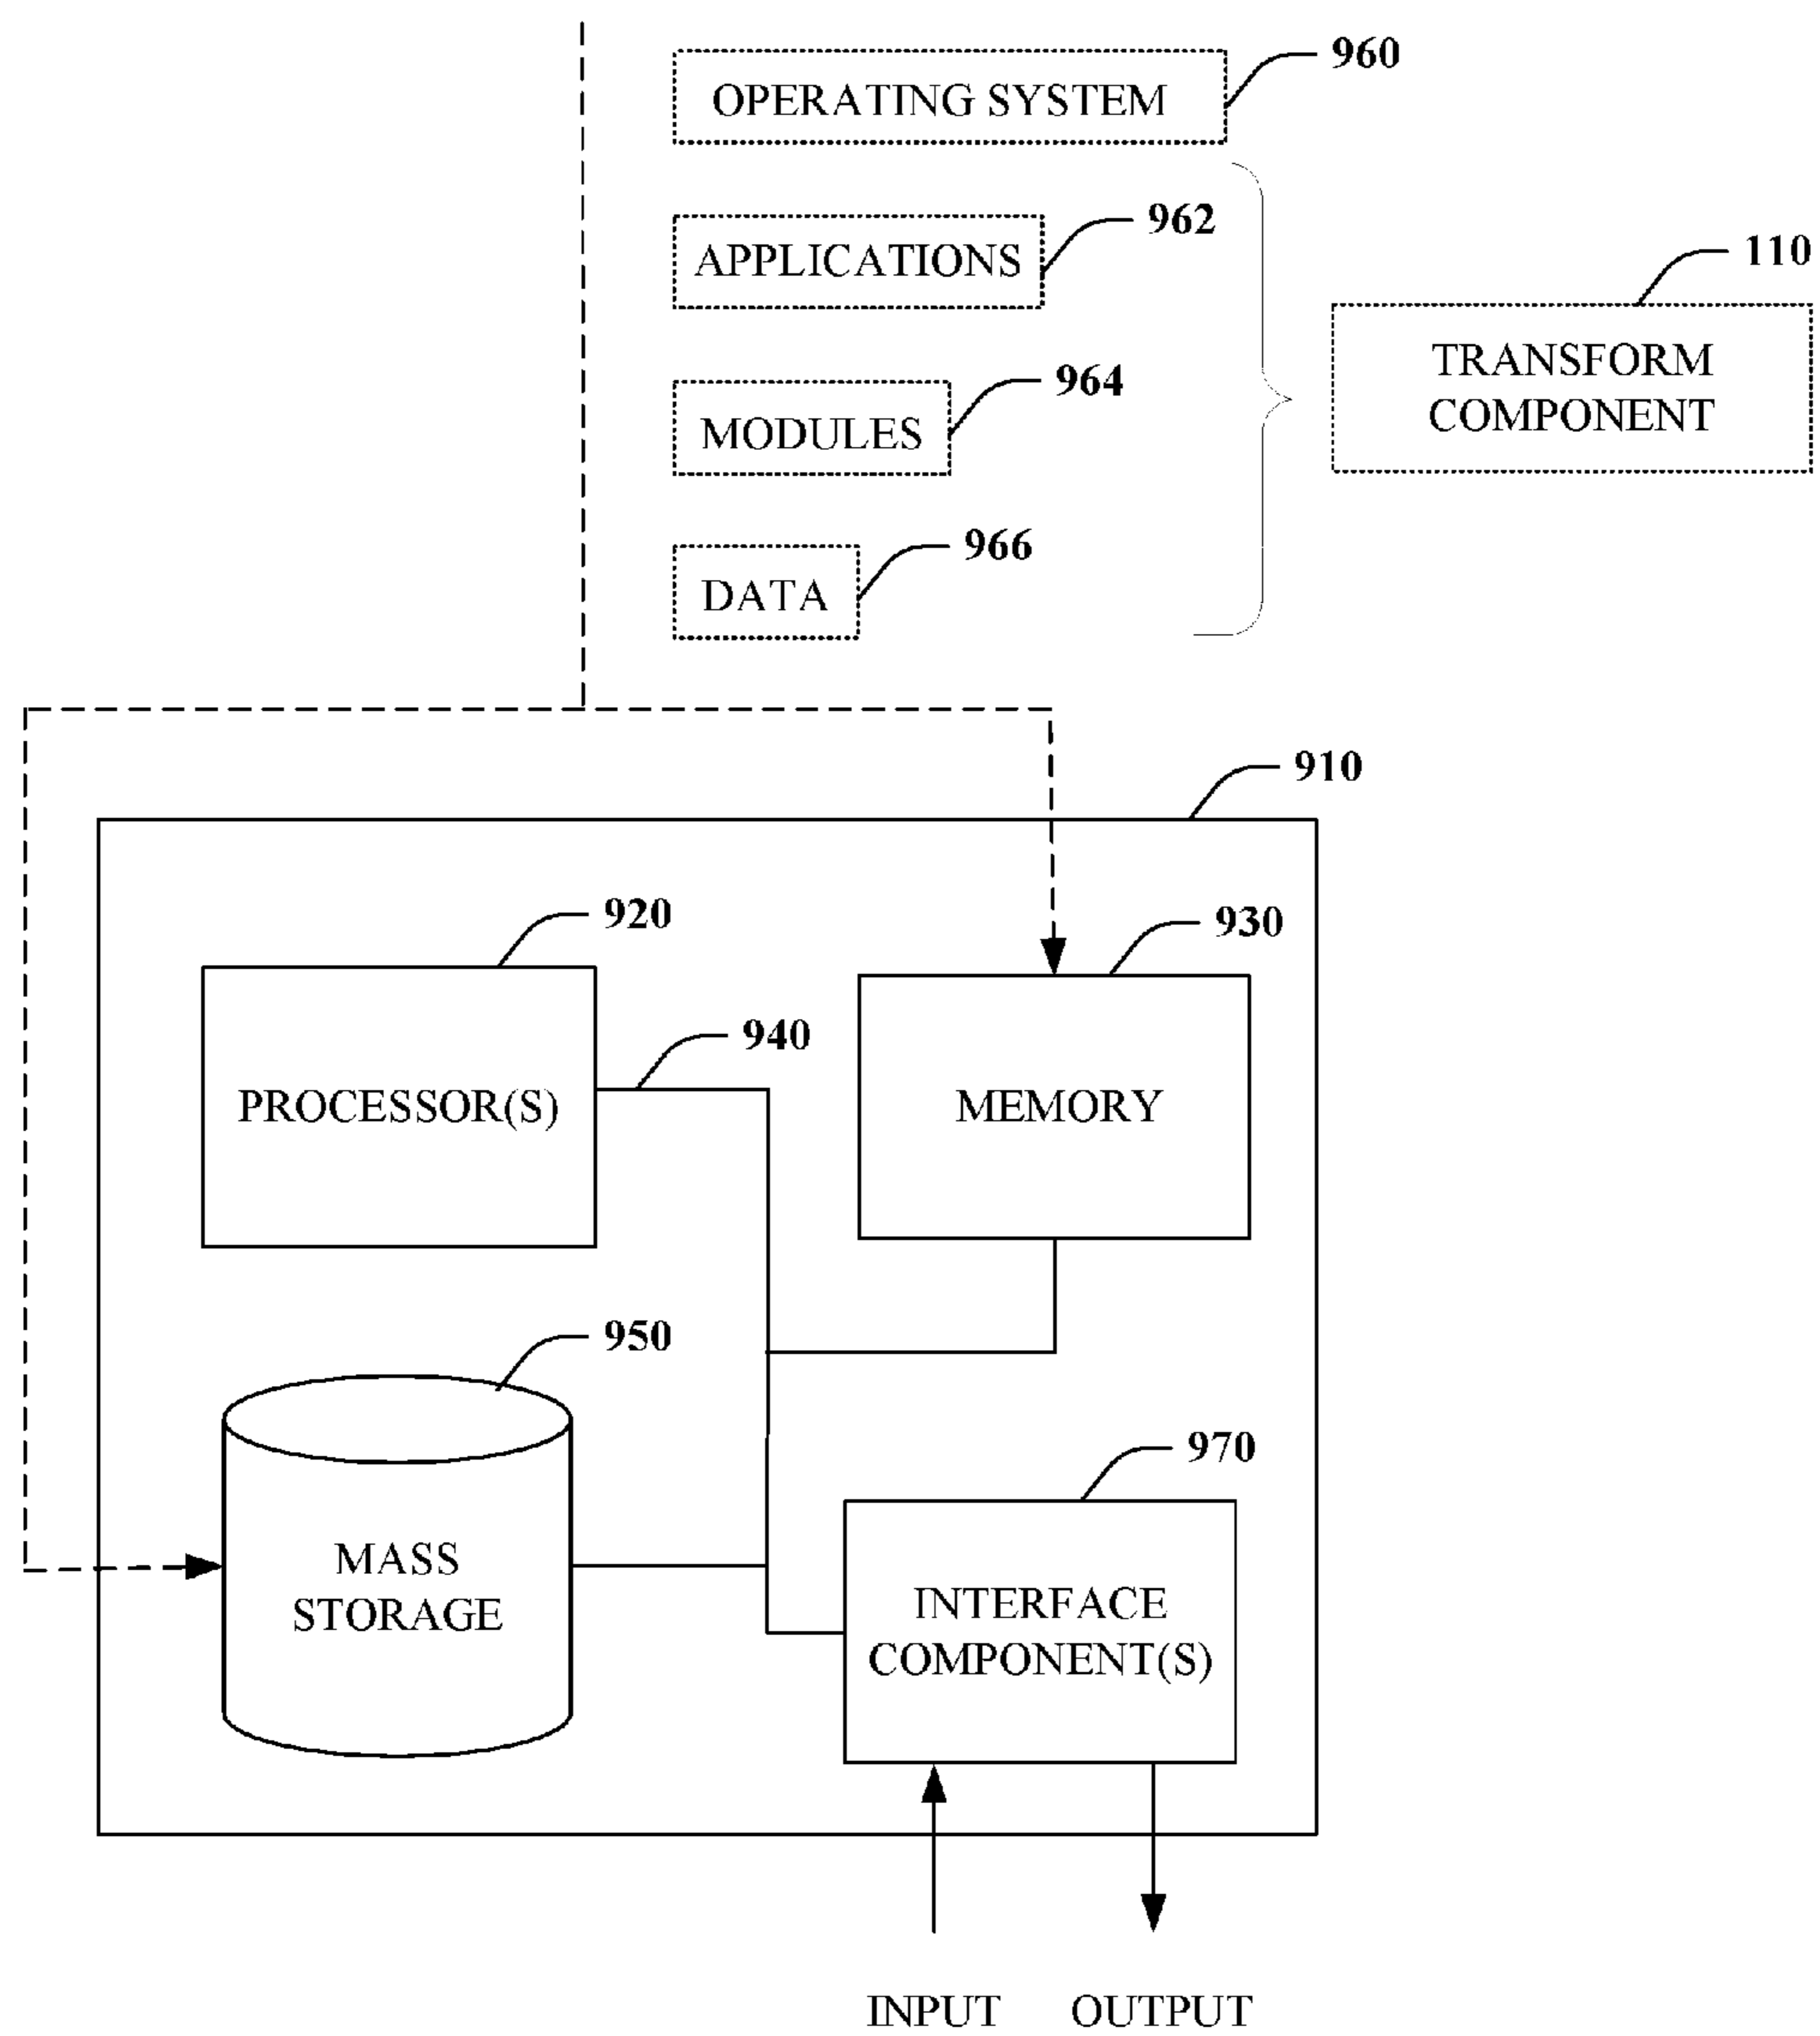 960
OPERATING SYSTEM
962
APPLICATIONS
110
TRANSFORM
COMPONENT
964
MODULES
966
DATA
910
920
930
940
PROCESSOR(S)
MEMORY
950
970
MASS
STORAGE
INTERFACE
COMPONENT(S)
INPUT
OUTPUT